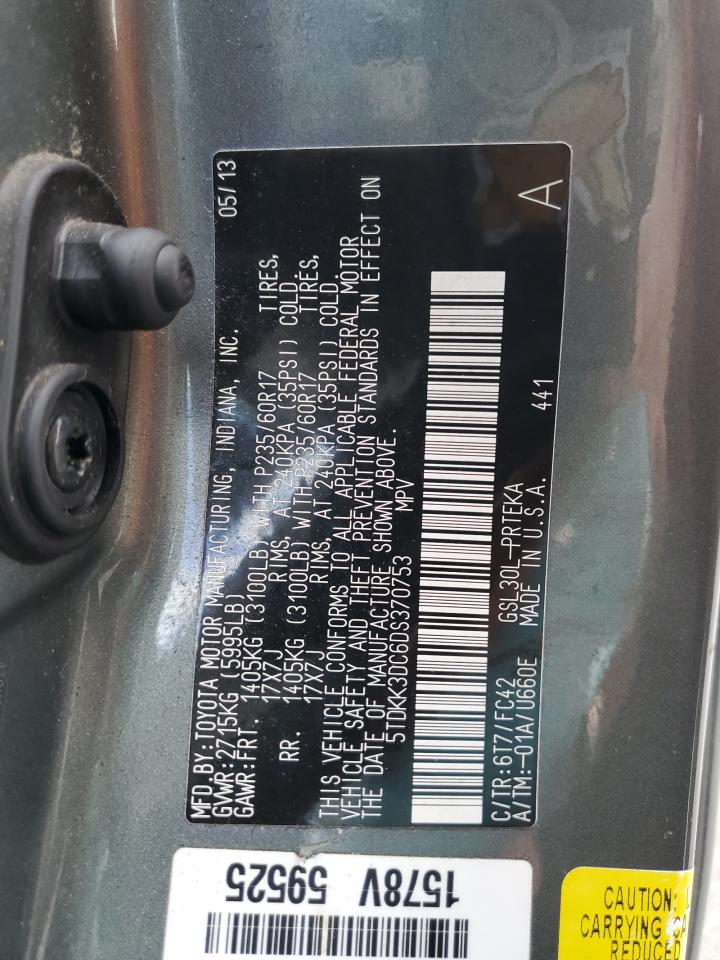 MFD.BY:TOYOTA MOTOR MANUFACTURING, INDIANA, INC. 05/13
GVWR:2715KG (5995LB)
GAWR:FRT. 1405KG (3100LB) WITH P235/60R17 TIRES,
17X7J RIMS, AT 240KPA (35PSI) COLD.
RR. 1405KG (3100LB) WITH P235/60R17 TIRES,
17X7J RIMS, AT 240KPA (35PSI) COLD.
THIS VEHICLE CONFORMS TO ALL APPLICABLE FEDERAL MOTOR
VEHICLE SAFETY AND THEFT PREVENTION STANDARDS IN EFFECT ON
THE DATE OF MANUFACTURE SHOWN ABOVE.
5TDKK3DC6DS370753 MPV
C/TR:6T7/FC42 GSL30L-PRTEKA 441
A/TM:-01A/U660E MADE IN U.S.A.
A
1578V
59525
CAUTION:
CARRYING
REDUCED